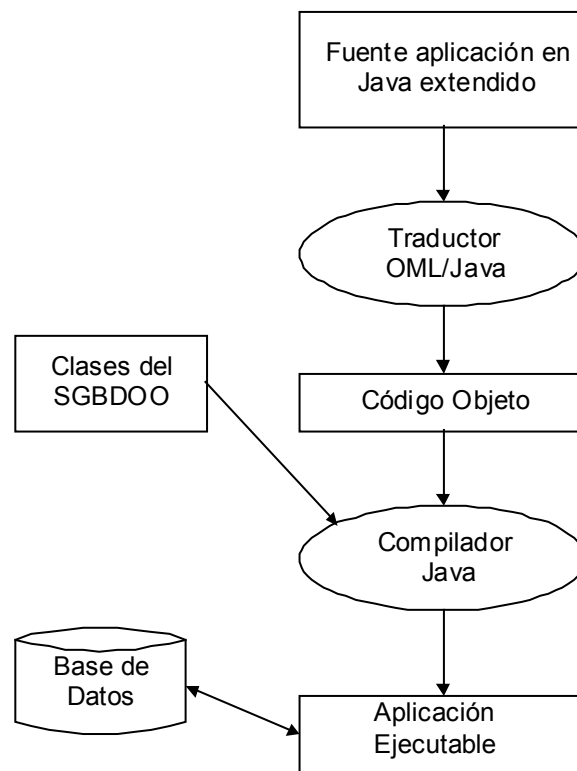 Fuente aplicación en
Java extendido
Traductor
OML/Java
Clases del
SGBDOO
Código Objeto
Compilador
Java
Base de
Datos
Aplicación
Ejecutable